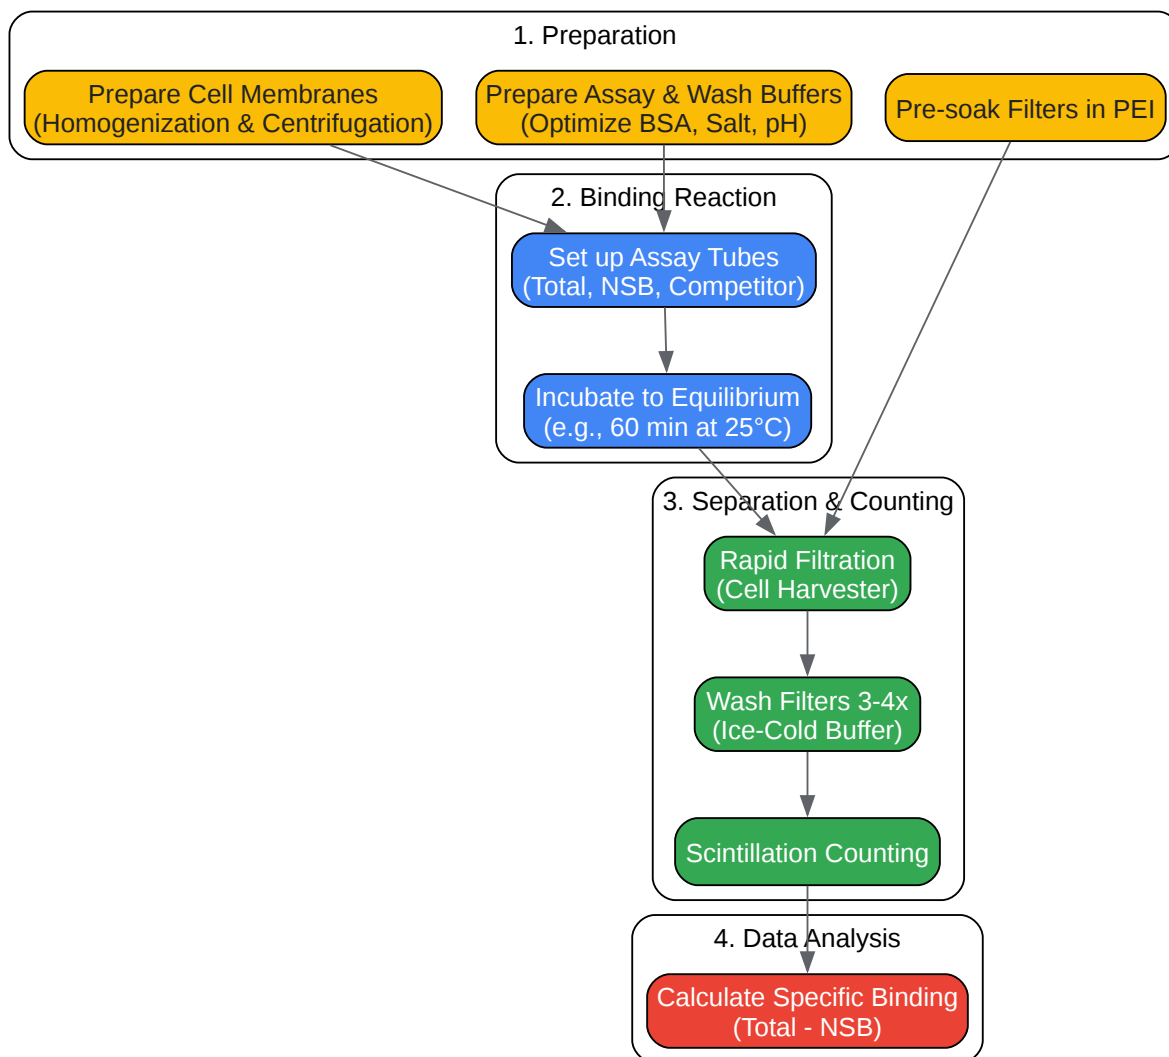 1. Preparation
Prepare Cell Membranes
(Homogenization & Centrifugation)
Prepare Assay & Wash Buffers
(Optimize BSA, Salt, pH)
Pre-soak Filters in PEI
2. Binding Reaction
Set up Assay Tubes
(Total, NSB, Competitor)
Incubate to Equilibrium
(e.g., 60 min at 25°C)
3. Separation & Counting
Rapid Filtration
(Cell Harvester)
Wash Filters 3-4x
(Ice-Cold Buffer)
Scintillation Counting
4. Data Analysis
Calculate Specific Binding
(Total - NSB)